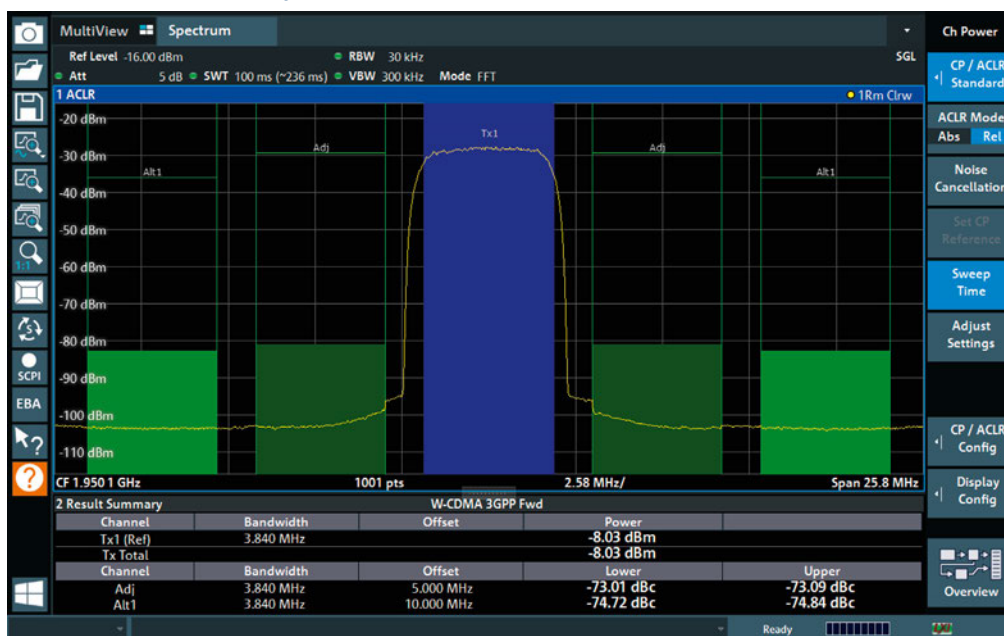 MultiView Spectrum
Ch Power
Ref Level -16.00 dBm RBW 30 kHz SGL
Att 5 dB SWT 100 ms (~236 ms) VBW 300 kHz Mode FFT
CP / ACLR
Standard
1 ACLR 1Rm Clrw
ACLR Mode
Abs Rel
Noise
Cancellation
Set CP
Reference
Sweep
Time
Adjust
Settings
CP / ACLR
Config
Display
Config
Overview
SCPI
EBA
1:1
-20 dBm
Tx1
Adj Adj
-30 dBm
Alt1 Alt1
-40 dBm
-50 dBm
-60 dBm
-70 dBm
-80 dBm
-90 dBm
-100 dBm
-110 dBm
CF 1.950 1 GHz 1001 pts 2.58 MHz/ Span 25.8 MHz
2 Result Summary W-CDMA 3GPP Fwd
Channel Bandwidth Offset Power
Tx1 (Ref) 3.840 MHz -8.03 dBm
Tx Total -8.03 dBm
Channel Bandwidth Offset Lower Upper
Adj 3.840 MHz 5.000 MHz -73.01 dBc -73.09 dBc
Alt1 3.840 MHz 10.000 MHz -74.72 dBc -74.84 dBc
Ready